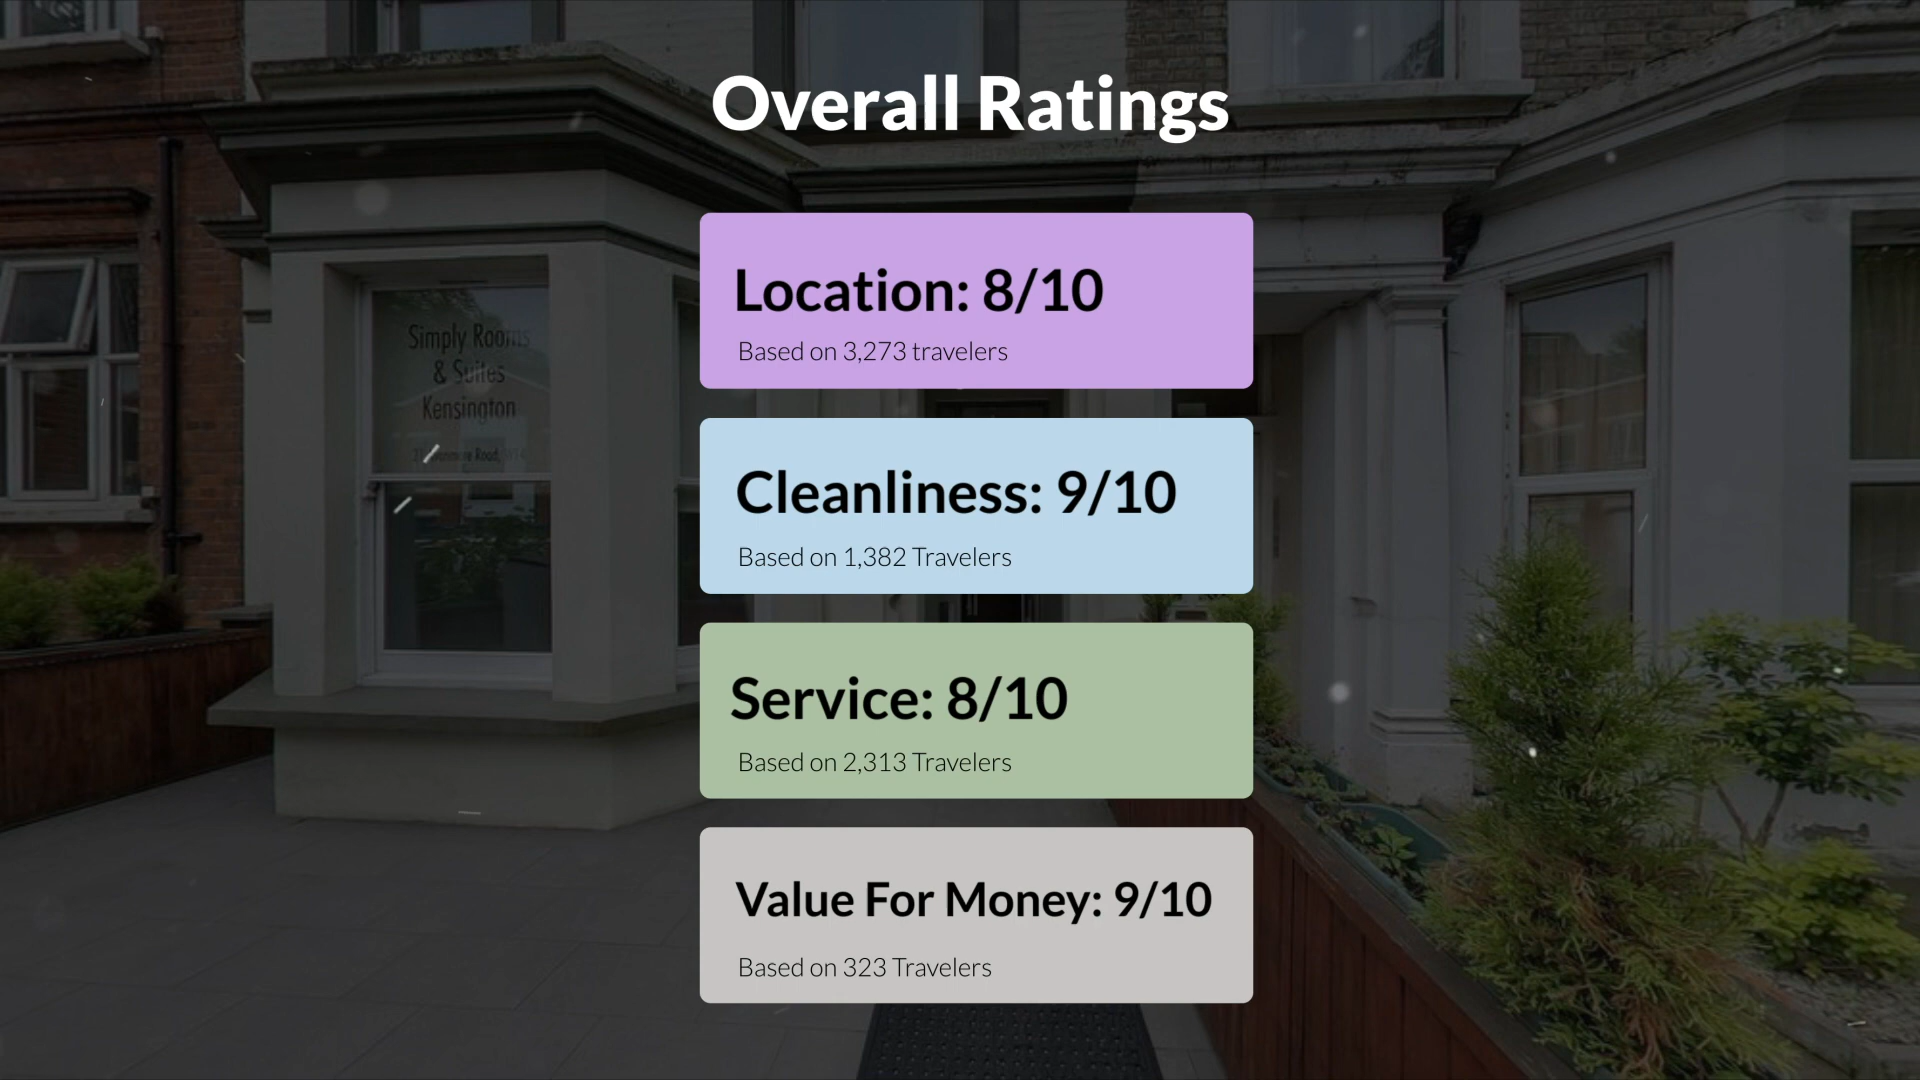 Overall Ratings
Location: 8/10
Based on 3,273 travelers
Cleanliness: 9/10
Based on 1,382 Travelers
Service: 8/10
Based on 2,313 Travelers
Value For Money: 9/10
Based on 323 Travelers
Simply Rooms
& Suites
Kensington
Road,